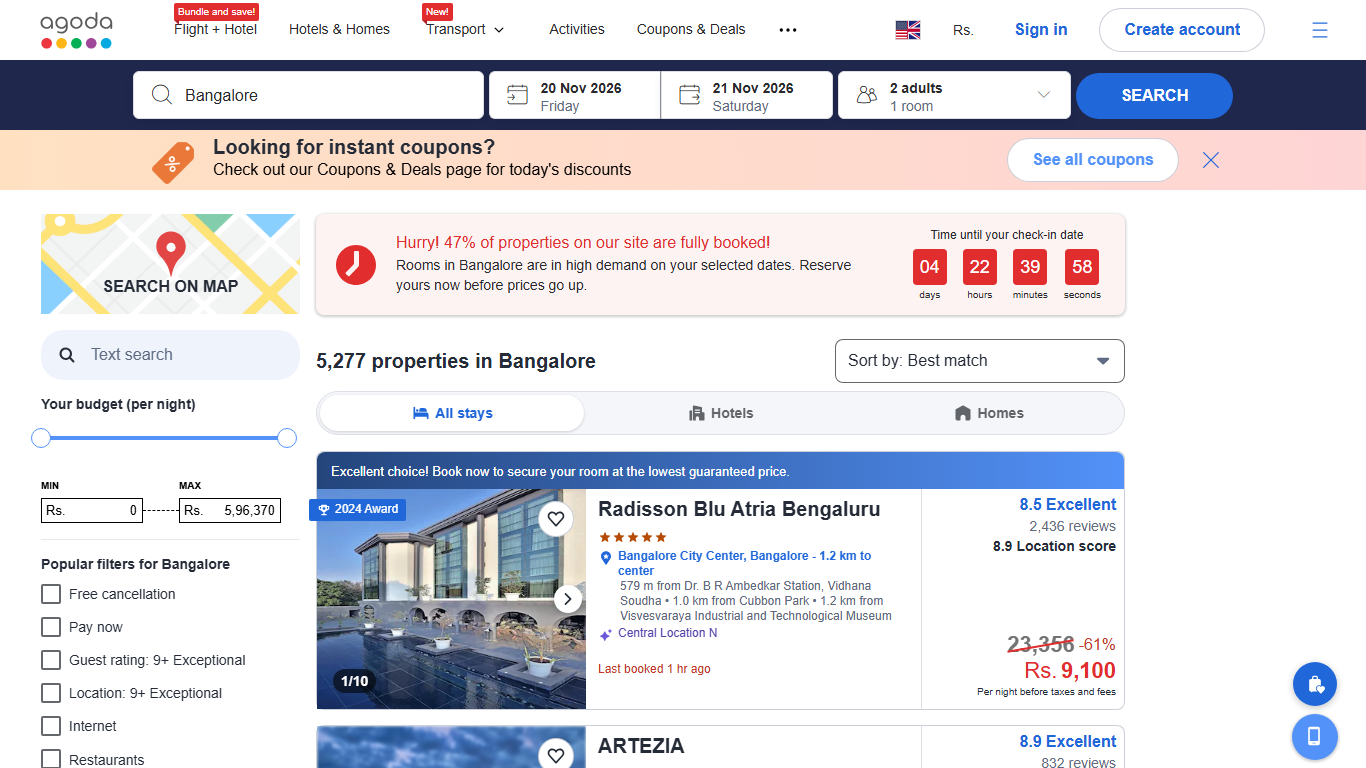 agoda
Bundle and save!
Flight + Hotel
Hotels & Homes
New!
Transport
Activities
Coupons & Deals
Rs.
Sign in
Create account
Bangalore
20 Nov 2026
Friday
21 Nov 2026
Saturday
2 adults
1 room
SEARCH
Looking for instant coupons?
Check out our Coupons & Deals page for today's discounts
See all coupons
SEARCH ON MAP
Text search
Your budget (per night)
MIN
MAX
Rs. 0
Rs. 5,96,370
Popular filters for Bangalore
Free cancellation
Pay now
Guest rating: 9+ Exceptional
Location: 9+ Exceptional
Internet
Restaurants
Hurry! 47% of properties on our site are fully booked!
Rooms in Bangalore are in high demand on your selected dates. Reserve
yours now before prices go up.
Time until your check-in date
04 22 39 58
days hours minutes seconds
5,277 properties in Bangalore
Sort by: Best match
All stays
Hotels
Homes
Excellent choice! Book now to secure your room at the lowest guaranteed price.
2024 Award
1/10
Radisson Blu Atria Bengaluru
Bangalore City Center, Bangalore - 1.2 km to
center
579 m from Dr. B R Ambedkar Station, Vidhana
Soudha • 1.0 km from Cubbon Park • 1.2 km from
Visvesvaraya Industrial and Technological Museum
Central Location N
Last booked 1 hr ago
8.5 Excellent
2,436 reviews
8.9 Location score
23,356 -61%
Rs. 9,100
Per night before taxes and fees
ARTEZIA
8.9 Excellent
832 reviews